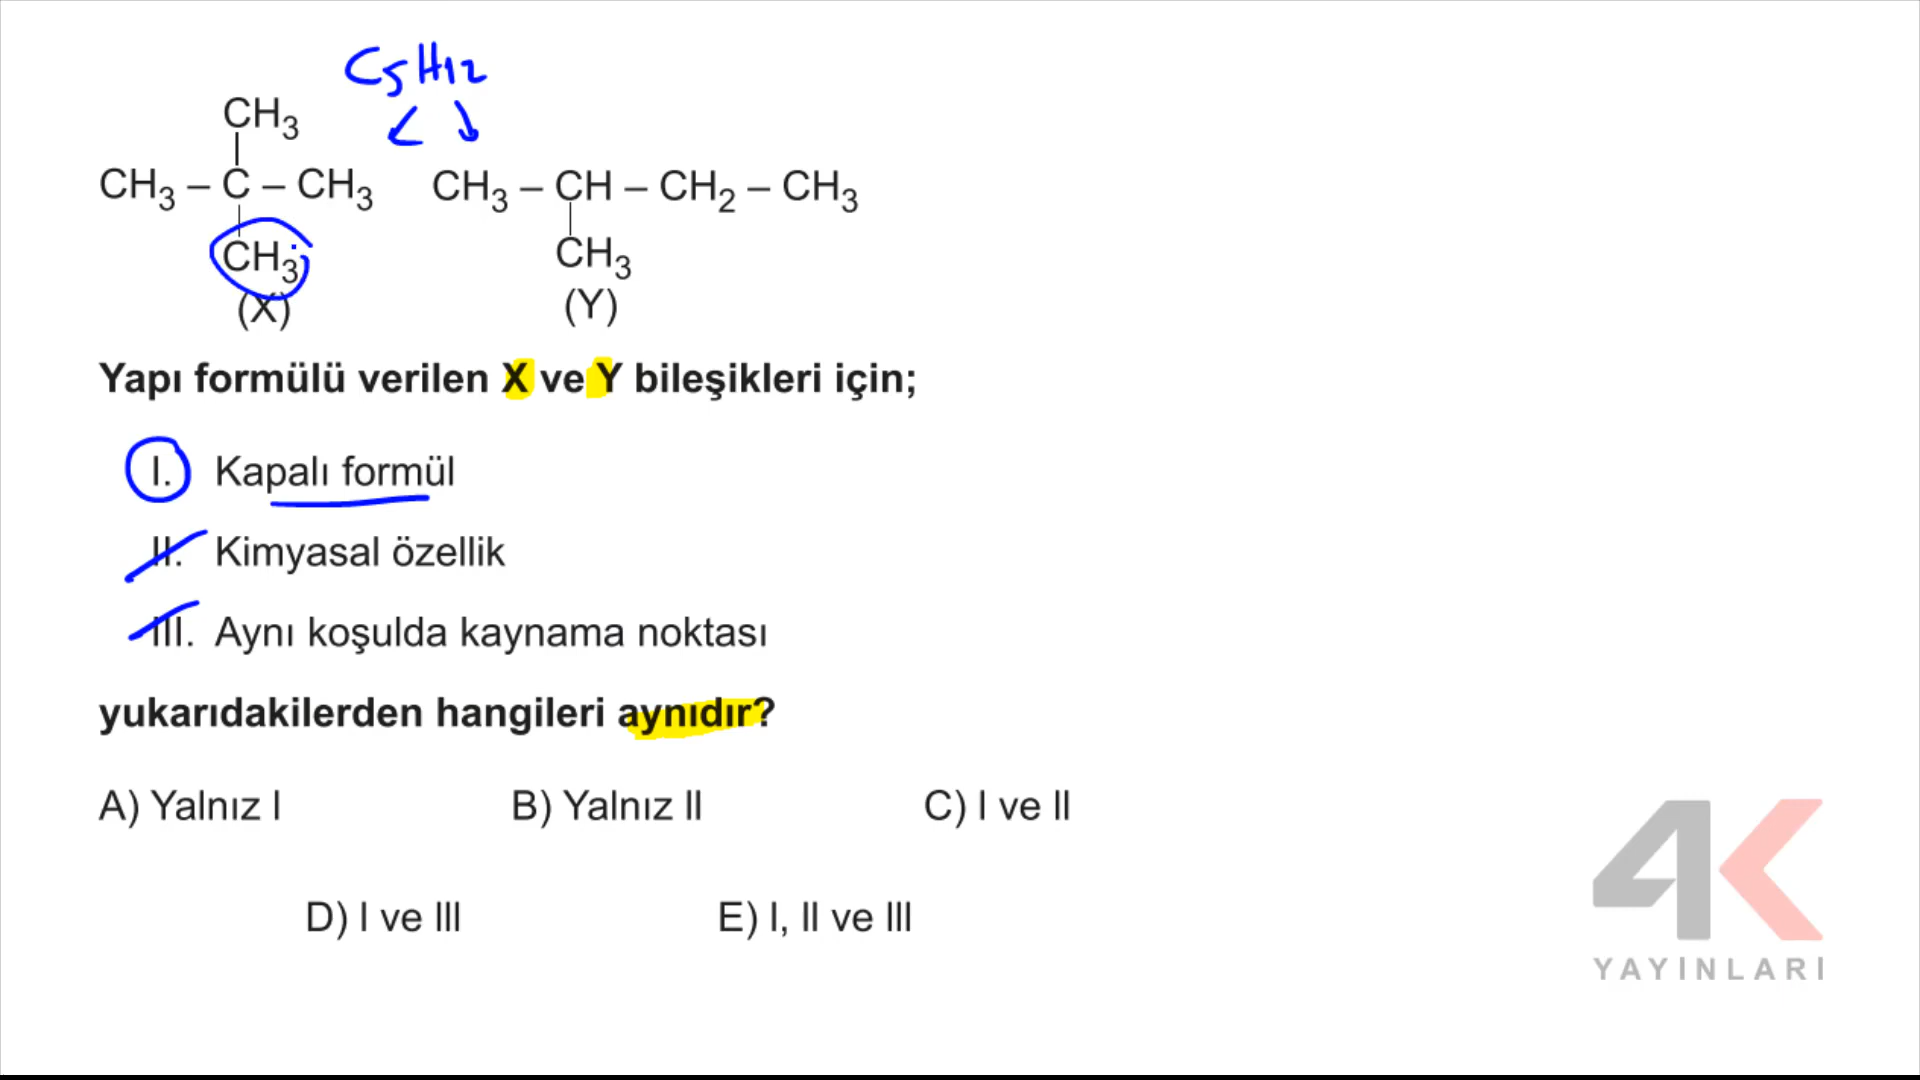 C5H12
CH3
CH3 – C – CH3   CH3 – CH – CH2 – CH3
CH3   CH3
(X)   (Y)
Yapı formülü verilen X ve Y bileşikleri için;
I. Kapalı formül
II. Kimyasal özellik
III. Aynı koşulda kaynama noktası
yukarıdakilerden hangileri aynıdır?
A) Yalnız I   B) Yalnız II   C) I ve II
D) I ve III   E) I, II ve III
4K
YAYINLARI